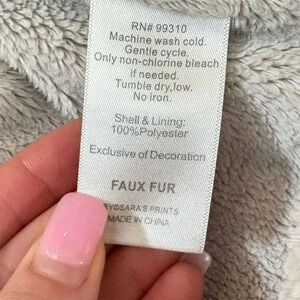 RN# 99310
Machine wash cold.
Gentle cycle.
Only non-chlorine bleach
if needed.
Tumble dry,low.
No iron.
Shell & Lining:
100%Polyester
Exclusive of Decoration
FAUX FUR
SARA'S PRINTS
MADE IN CHINA